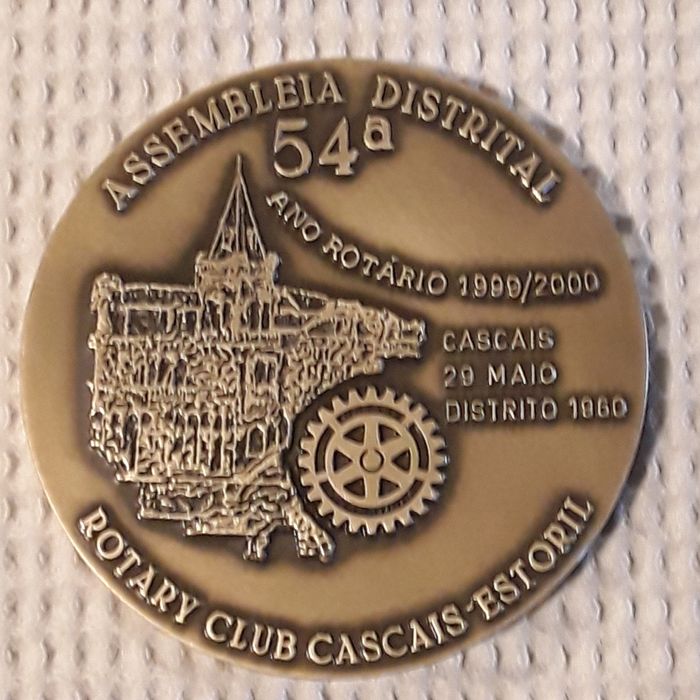 ASSEMBLEIA DISTRITAL
54a
ANO ROTÁRIO 1999/2000
CASCAIS
29 MAIO
DISTRITO 1960
ROTARY CLUB CASCAIS-ESTORIL